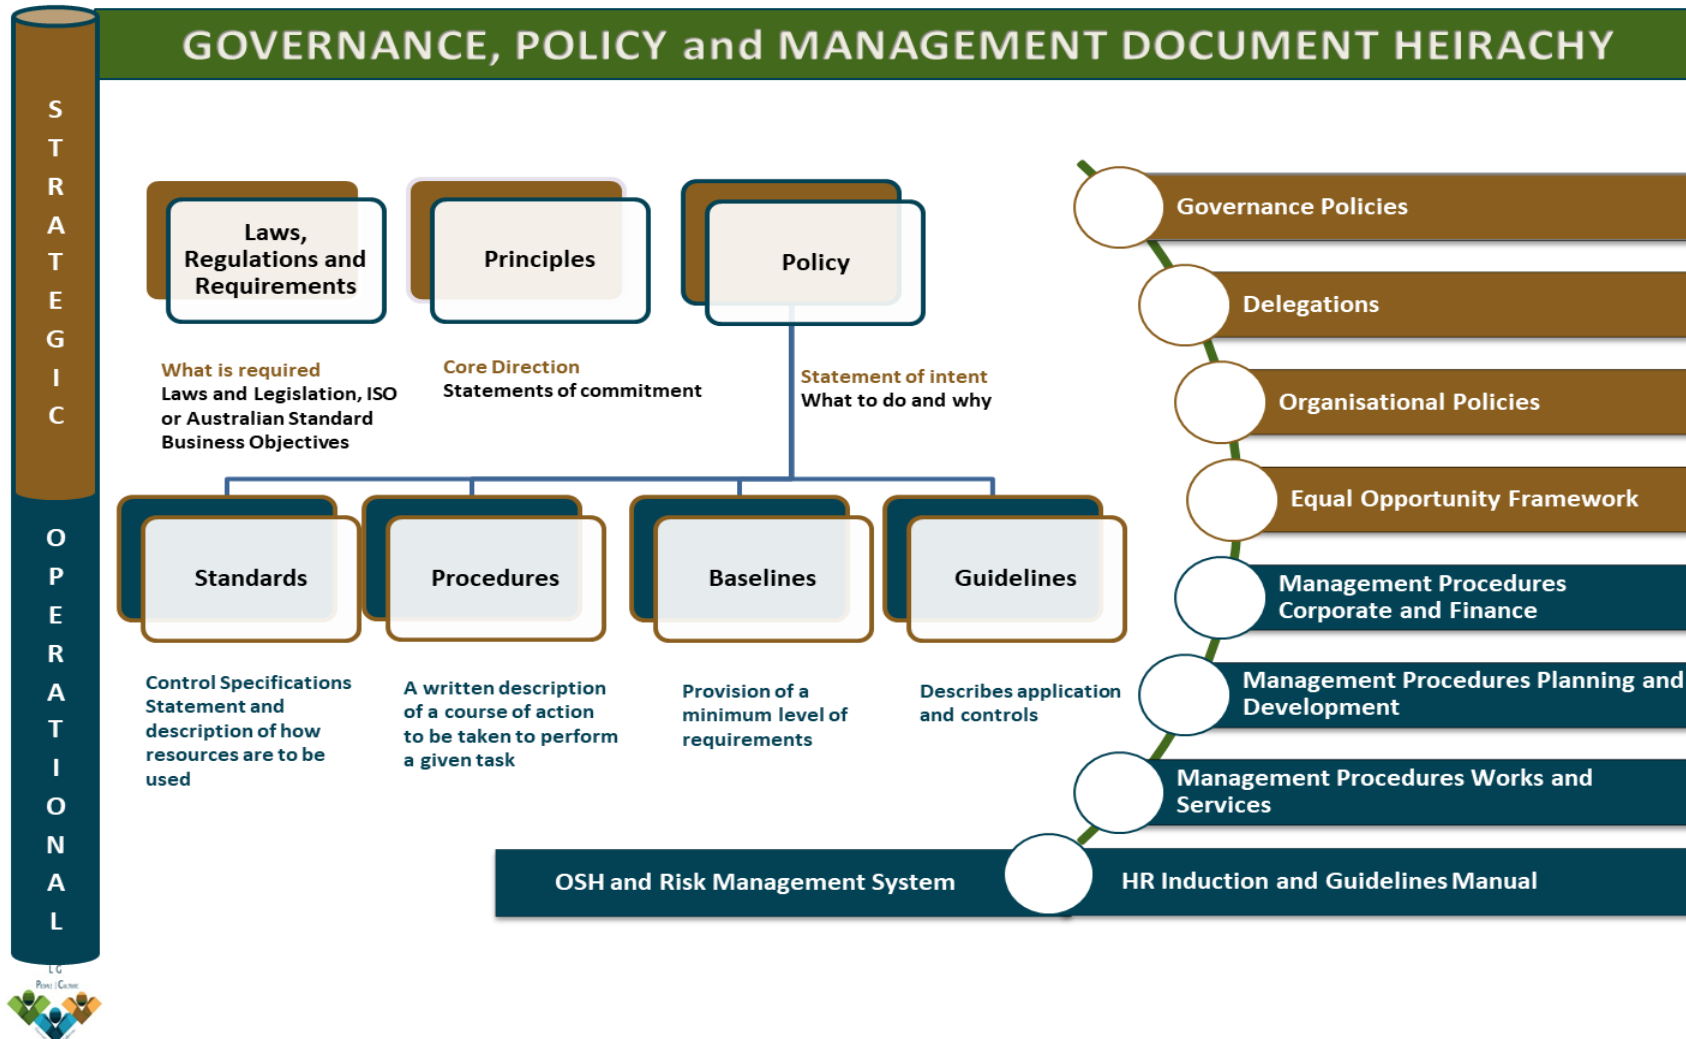 GOVERNANCE, POLICY and MANAGEMENT DOCUMENT HEIRACHY
STRATEGIC
OPERATIONAL
Laws,
Regulations and
Requirements
Principles
Policy
What is required
Laws and Legislation, ISO
or Australian Standard
Business Objectives
Core Direction
Statements of commitment
Statement of intent
What to do and why
Standards
Procedures
Baselines
Guidelines
Control Specifications
Statement and
description of how
resources are to be
used
A written description
of a course of action
to be taken to perform
a given task
Provision of a
minimum level of
requirements
Describes application
and controls
Governance Policies
Delegations
Organisational Policies
Equal Opportunity Framework
Management Procedures
Corporate and Finance
Management Procedures Planning and
Development
Management Procedures Works and
Services
OSH and Risk Management System
HR Induction and Guidelines Manual
LG
People | Culture